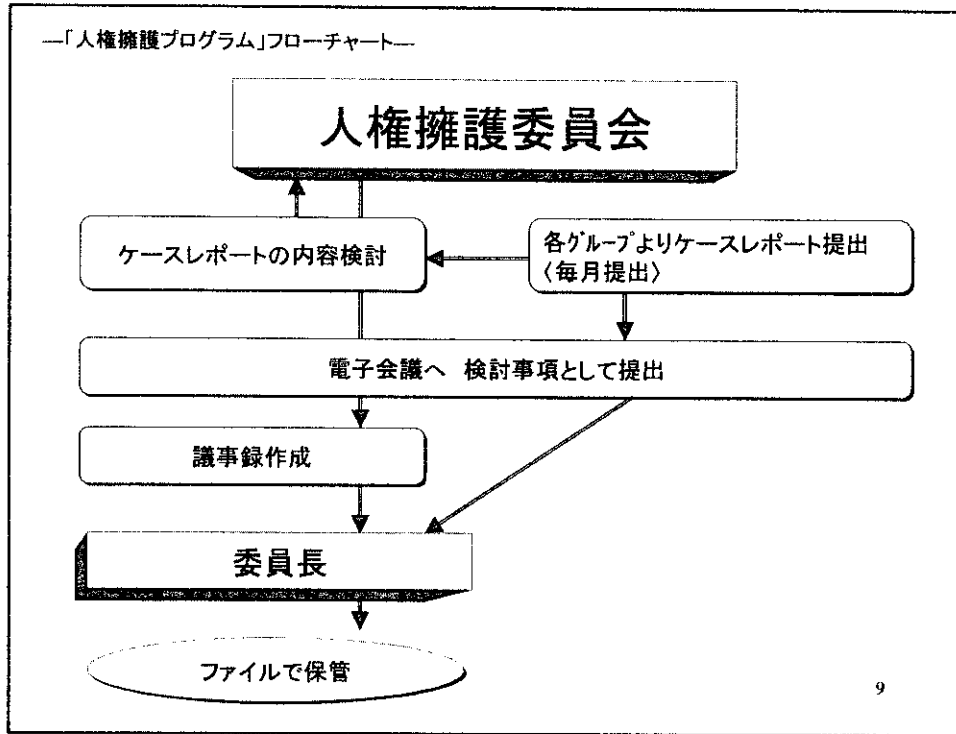 ―「人権擁護プログラム」フローチャート―
人権擁護委員会
ケースレポートの内容検討
各ｸﾞﾙｰﾌﾟよりケースレポート提出
〈毎月提出〉
電子会議へ 検討事項として提出
議事録作成
委員長
ファイルで保管
9